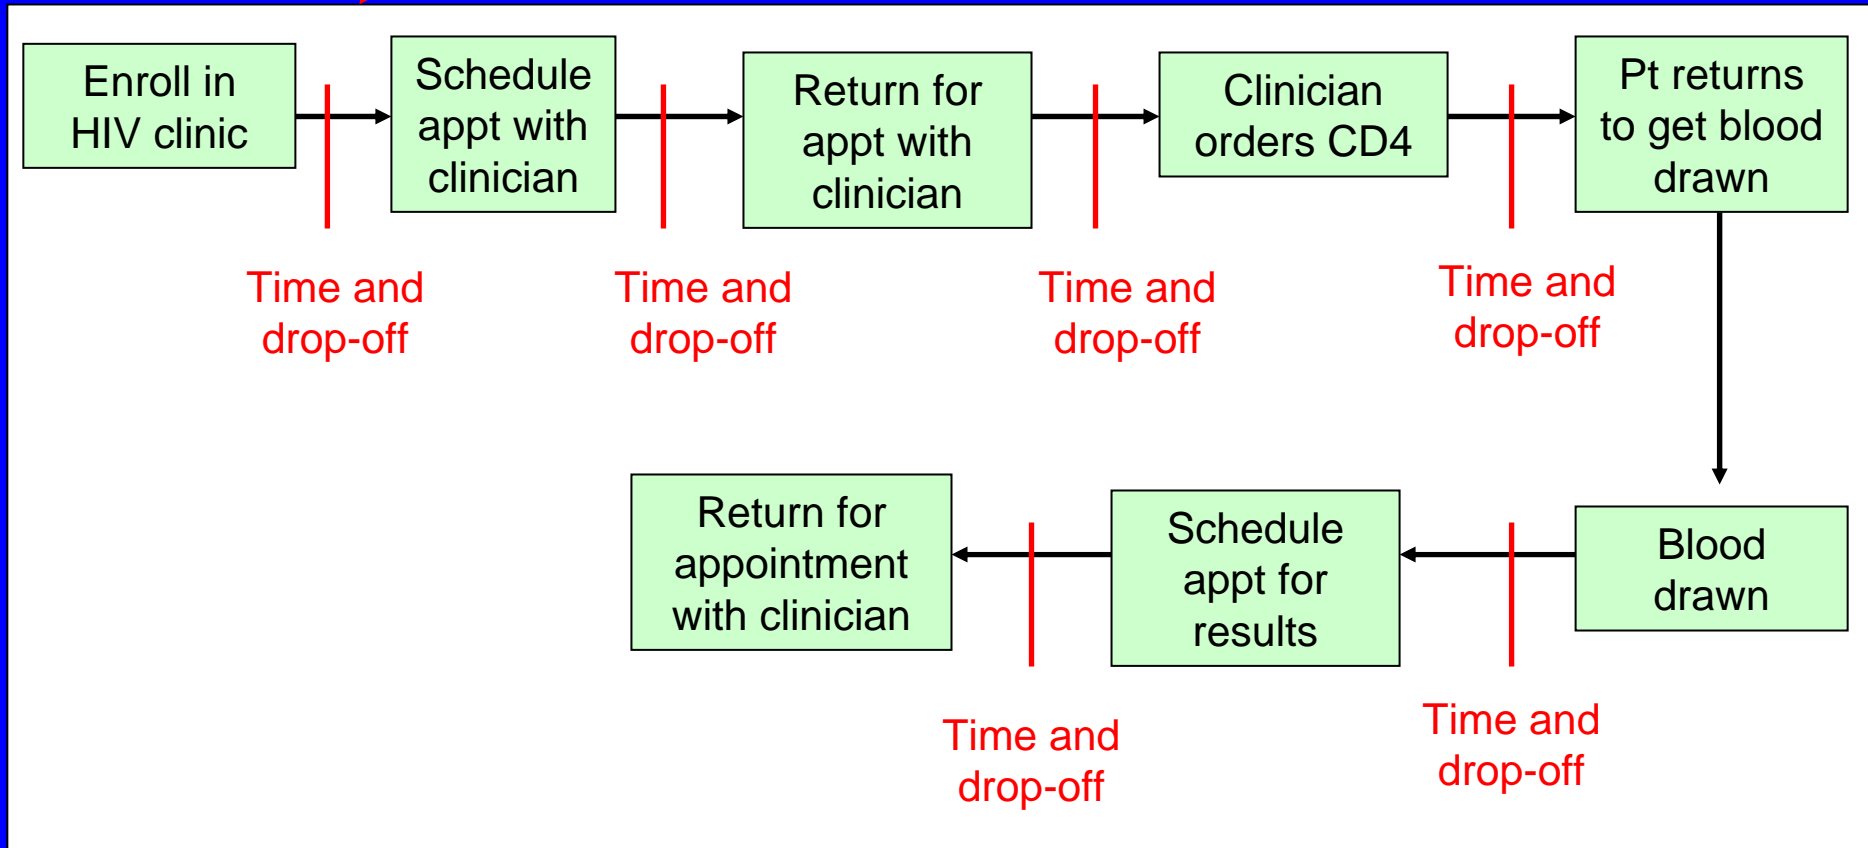 Enroll in
HIV clinic
Schedule
appt with
clinician
Return for
appt with
clinician
Clinician
orders CD4
Pt returns
to get blood
drawn
Time and
drop-off
Time and
drop-off
Time and
drop-off
Time and
drop-off
Return for
appointment
with clinician
Schedule
appt for
results
Blood
drawn
Time and
drop-off
Time and
drop-off